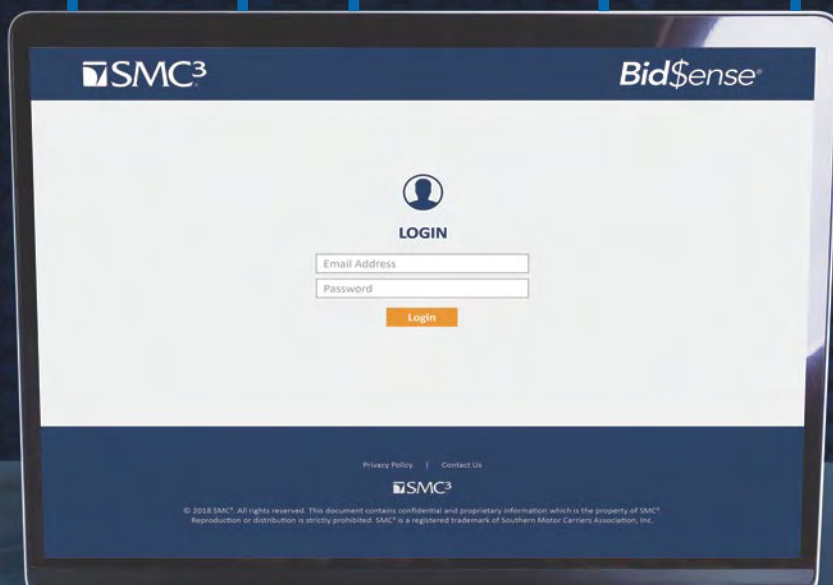 SMC³
Bid$ense®
LOGIN
Email Address
Password
Login
Privacy Policy | Contact Us
SMC³
© 2018 SMC³. All rights reserved. This document contains confidential and proprietary information which is the property of SMC³.
Reproduction or distribution is strictly prohibited. SMC³ is a registered trademark of Southern Motor Carriers Association, Inc.